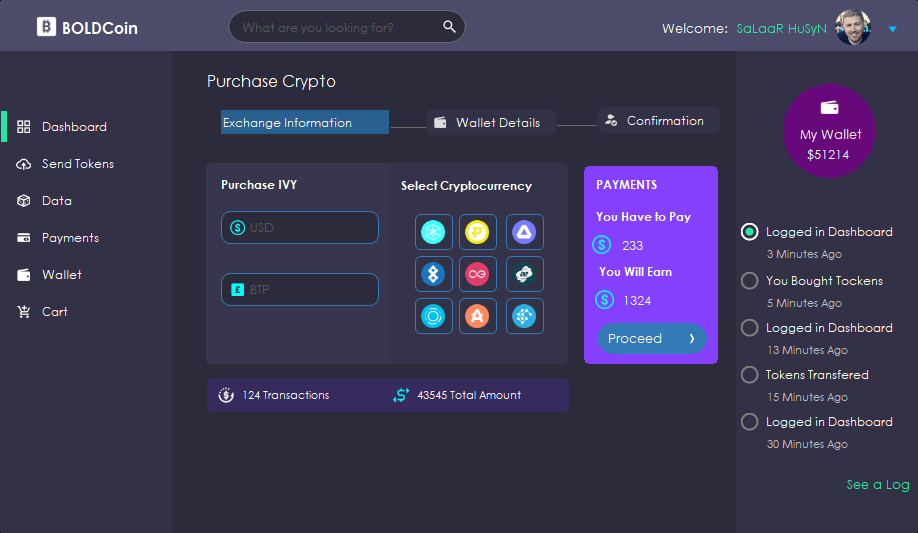 BOLDCoin
What are you looking for?
Welcome: SaLaaR HuSyN
Dashboard
Send Tokens
Data
Payments
Wallet
Cart
Purchase Crypto
Exchange Information
Wallet Details
Confirmation
Purchase IVY
USD
BTP
Select Cryptocurrency
PAYMENTS
You Have to Pay
233
You Will Earn
1324
Proceed ›
124 Transactions
43545 Total Amount
My Wallet
$51214
Logged in Dashboard
3 Minutes Ago
You Bought Tockens
5 Minutes Ago
Logged in Dashboard
13 Minutes Ago
Tokens Transfered
15 Minutes Ago
Logged in Dashboard
30 Minutes Ago
See a Log